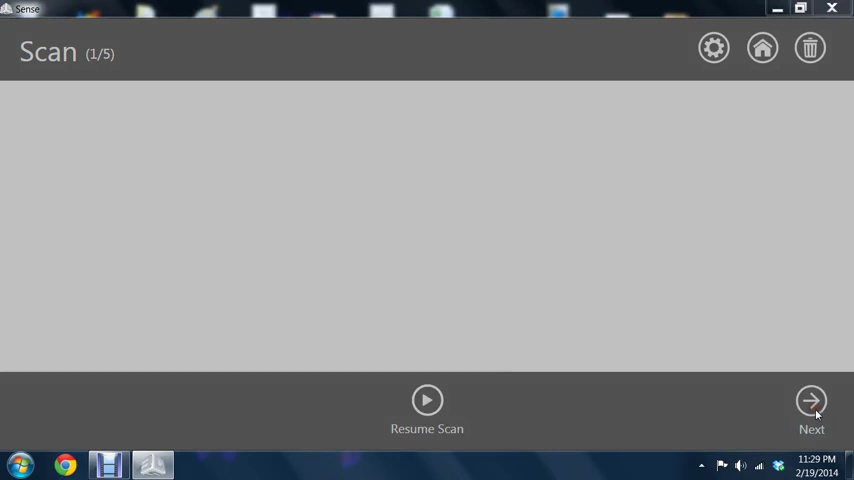 Sense
Scan (1/5)
Resume Scan
Next
11:29 PM
2/19/2014